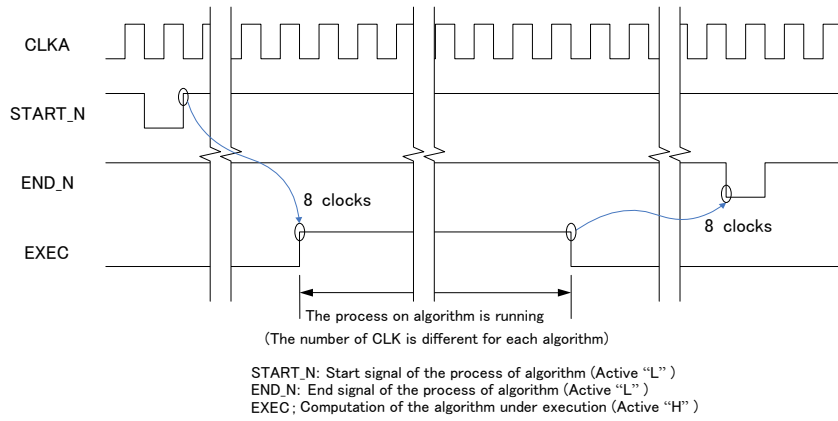 CLKA
START_N
END_N
8 clocks
8 clocks
EXEC
The process on algorithm is running
(The number of CLK is different for each algorithm)
START_N: Start signal of the process of algorithm (Active “L” )
END_N: End signal of the process of algorithm (Active “L” )
EXEC; Computation of the algorithm under execution (Active “H” )